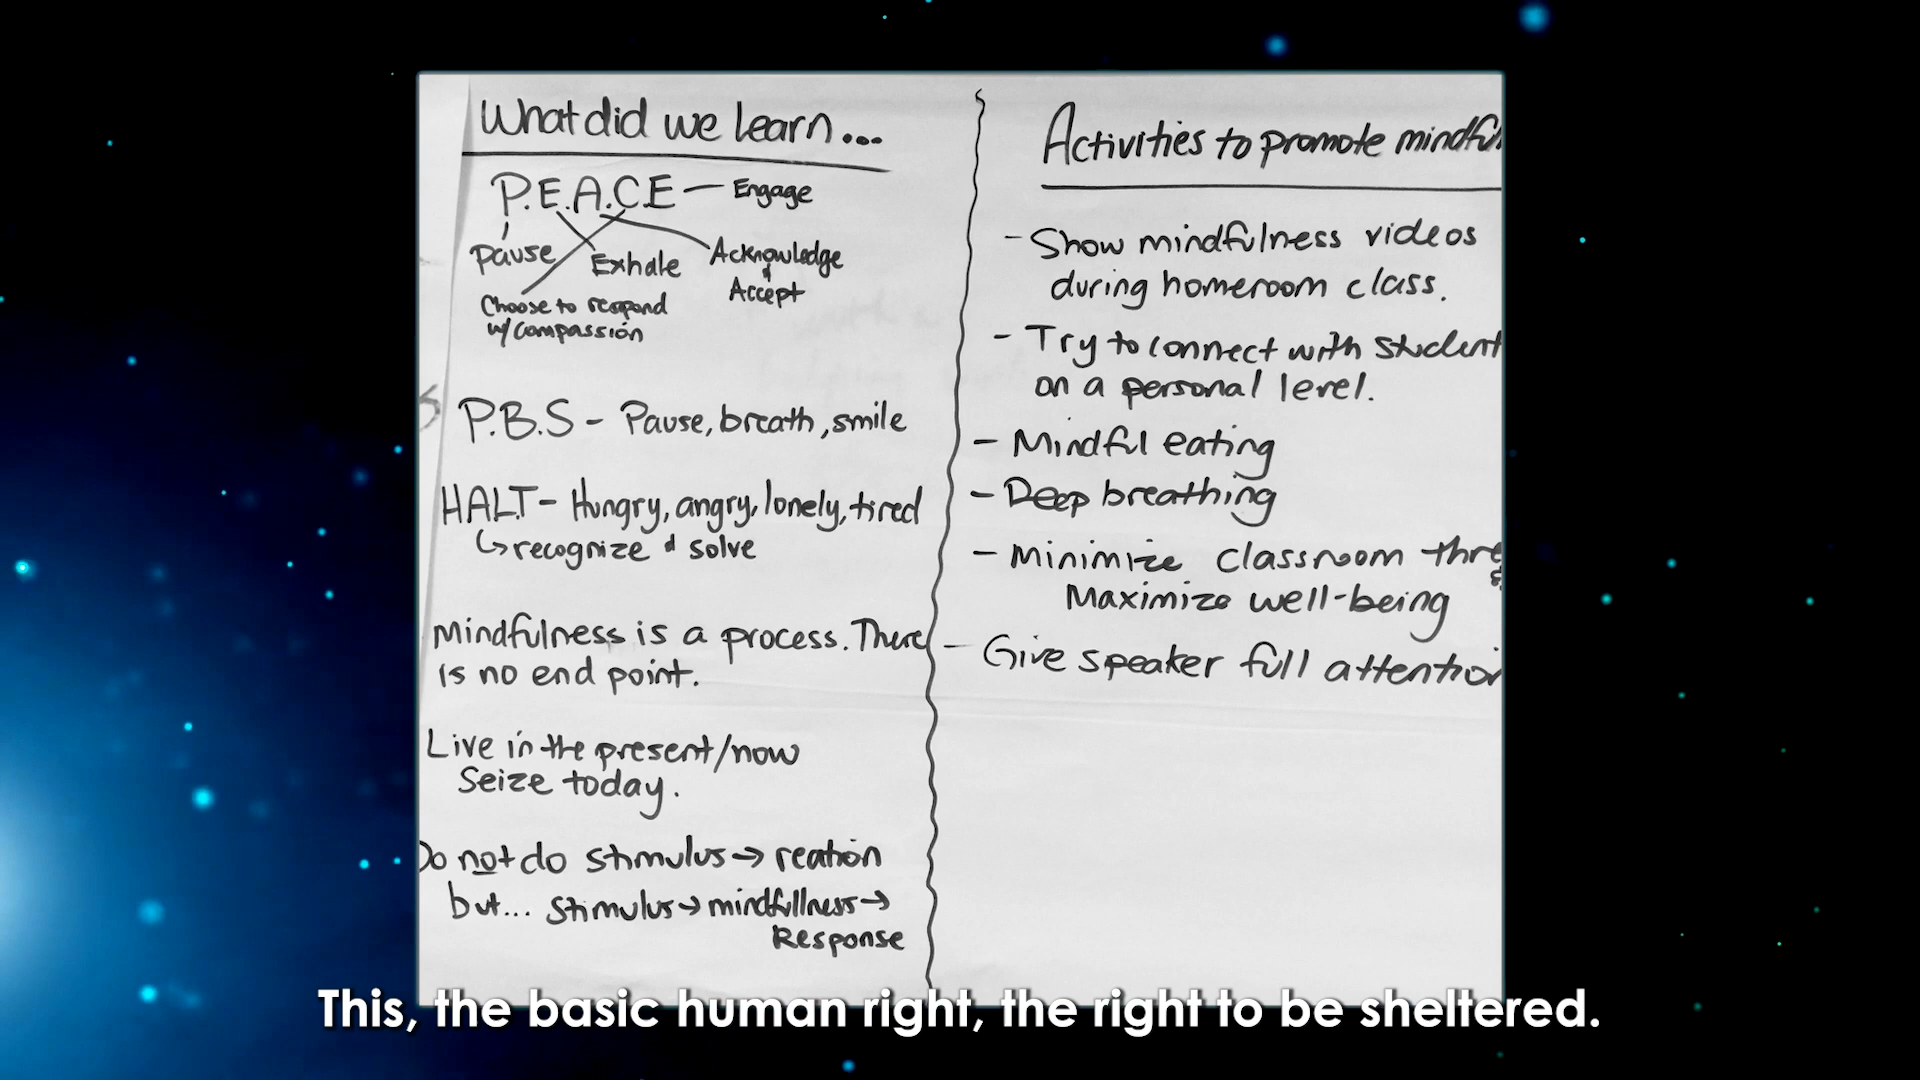 What did we learn...
P.E.A.C.E — Engage
Pause
Exhale
Acknowledge
&
Accept
Choose to respond
w/ compassion
P.B.S - Pause, breath, smile
HALT - Hungry, angry, lonely, tired
↳ recognize & solve
Mindfulness is a process. There
is no end point.
Live in the present/now
Seize today.
Do not do stimulus → reation
but... stimulus → mindfullness →
Response
Activities to promote mindfu
- Show mindfulness videos
during homeroom class.
- Try to connect with student
on a personal level.
- Mindful eating
- Deep breathing
- Minimize classroom thre
&
Maximize well-being
- Give speaker full attention
This, the basic human right, the right to be sheltered.